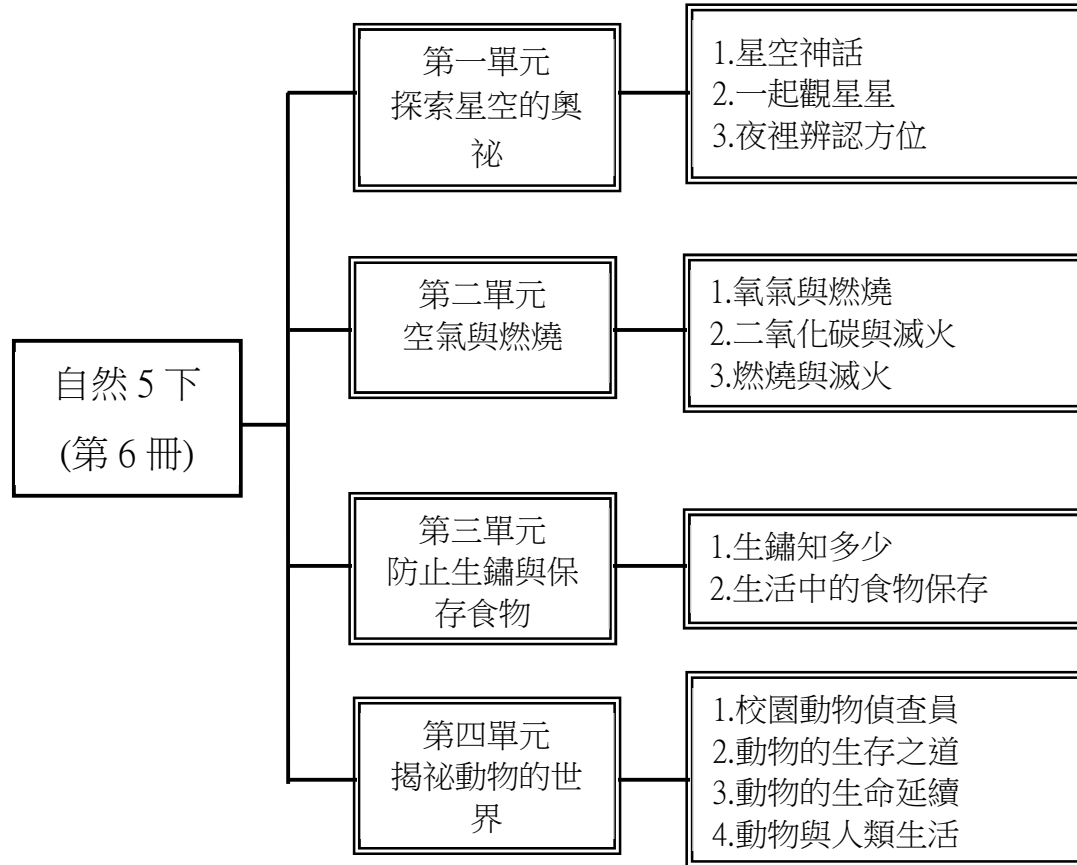 自然 5 下
(第 6 冊)
第一單元
探索星空的奧
祕
1.星空神話
2.一起觀星星
3.夜裡辨認方位
第二單元
空氣與燃燒
1.氧氣與燃燒
2.二氧化碳與滅火
3.燃燒與滅火
第三單元
防止生鏽與保
存食物
1.生鏽知多少
2.生活中的食物保存
第四單元
揭祕動物的世
界
1.校園動物偵查員
2.動物的生存之道
3.動物的生命延續
4.動物與人類生活